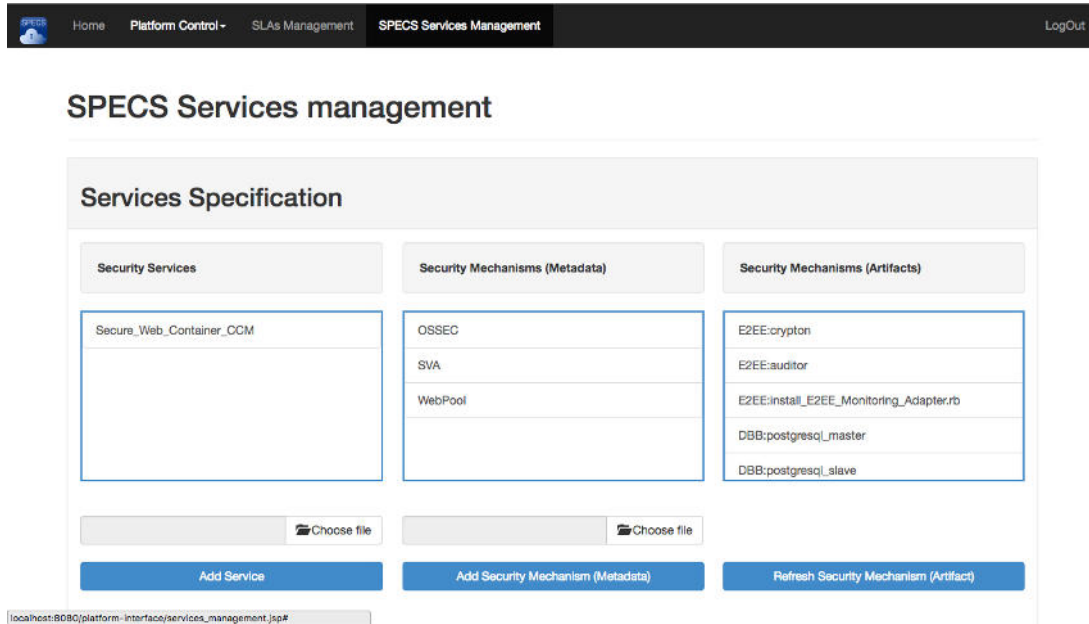 SPECS
Home Platform Control SLAs Management SPECS Services Management LogOut
SPECS Services management
Services Specification
Security Services Security Mechanisms (Metadata) Security Mechanisms (Artifacts)
Secure_Web_Container_CCM OSSEC E2EE:crypton
SVA E2EE:auditor
WebPool E2EE:install_E2EE_Monitoring_Adapter.rb
DBB:postgresql_master
DBB:postgresql_slave
Choose file Choose file
Add Service Add Security Mechanism (Metadata) Refresh Security Mechanism (Artifact)
localhost:8080/platform-interface/services_management.jsp#